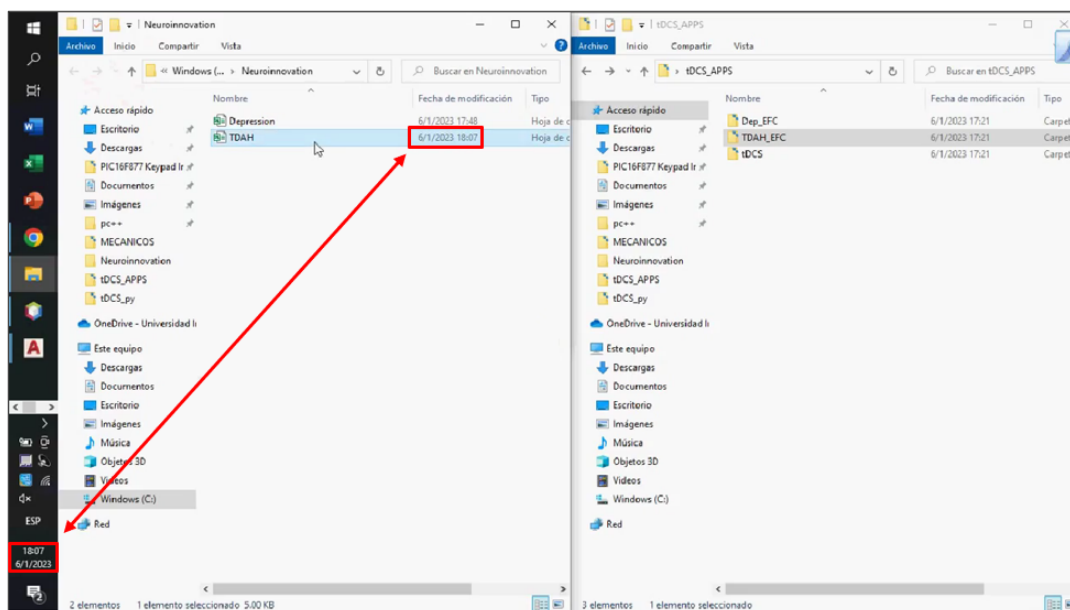 Neuroinnovation
Archivo Inicio Compartir Vista
« Windows (... › Neuroinnovation
Buscar en Neuroinnovation
Nombre Fecha de modificación Tipo
Depression 6/1/2023 17:48 Hoja de c
TDAH 6/1/2023 18:07 Hoja de c
Acceso rápido
Escritorio
Descargas
PIC16F877 Keypad Ir
Documentos
Imágenes
pc++
MECANICOS
Neuroinnovation
tDCS_APPS
tDCS_py
OneDrive - Universidad Iı
Este equipo
Descargas
Documentos
Escritorio
Imágenes
Música
Objetos 3D
Videos
Windows (C:)
Red
2 elementos 1 elemento seleccionado 5.00 KB
ESP
18:07
6/1/2023
2
tDCS_APPS
Archivo Inicio Compartir Vista
› tDCS_APPS
Buscar en tDCS_APPS
Nombre Fecha de modificación Tipo
Dep_EFC 6/1/2023 17:21 Carpet
TDAH_EFC 6/1/2023 17:21 Carpet
tDCS 6/1/2023 17:21 Carpet
Acceso rápido
Escritorio
Descargas
PIC16F877 Keypad Ir
Documentos
Imágenes
pc++
MECANICOS
Neuroinnovation
tDCS_APPS
tDCS_py
OneDrive - Universidad Iı
Este equipo
Descargas
Documentos
Escritorio
Imágenes
Música
Objetos 3D
Videos
Windows (C:)
Red
3 elementos 1 elemento seleccionado